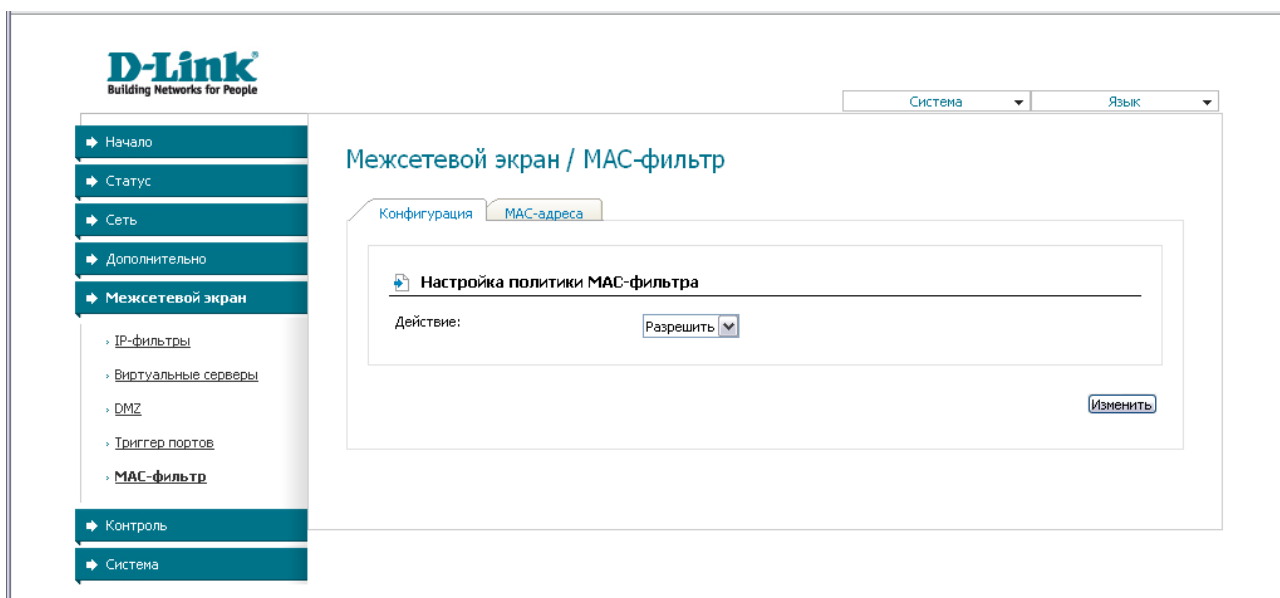 D-Link
Building Networks for People
Система
Язык
Начало
Статус
Сеть
Дополнительно
Межсетевой экран
IP-фильтры
Виртуальные серверы
DMZ
Триггер портов
MAC-фильтр
Контроль
Система
Межсетевой экран / MAC-фильтр
Конфигурация
MAC-адреса
Настройка политики MAC-фильтра
Действие:
Разрешить
Изменить